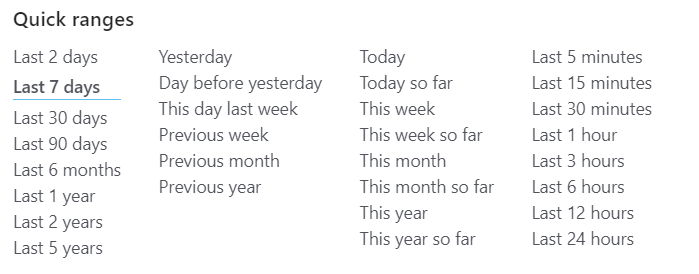 Quick ranges
Last 2 days
Last 7 days
Last 30 days
Last 90 days
Last 6 months
Last 1 year
Last 2 years
Last 5 years
Yesterday
Day before yesterday
This day last week
Previous week
Previous month
Previous year
Today
Today so far
This week
This week so far
This month
This month so far
This year
This year so far
Last 5 minutes
Last 15 minutes
Last 30 minutes
Last 1 hour
Last 3 hours
Last 6 hours
Last 12 hours
Last 24 hours